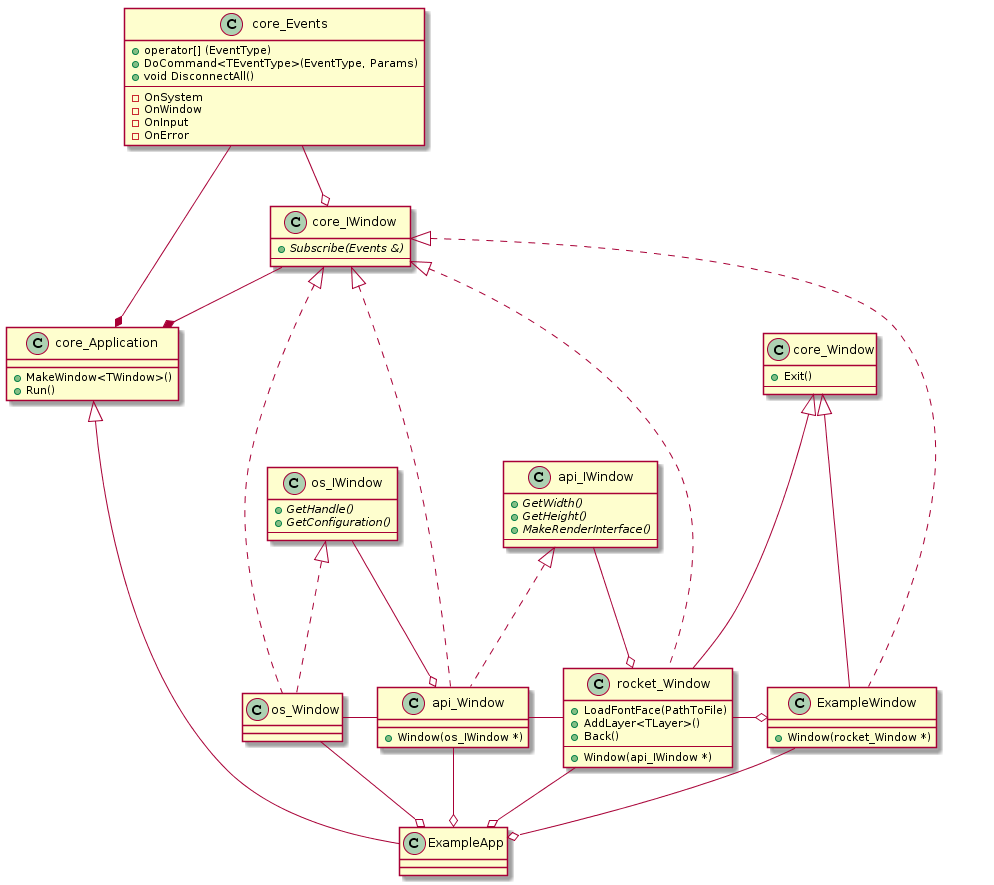 C core_Events
operator[] (EventType)
DoCommand<TEventType>(EventType, Params)
void DisconnectAll()
OnSystem
OnWindow
OnInput
OnError
C core_IWindow
Subscribe(Events &)
C core_Application
MakeWindow<TWindow>()
Run()
C core_Window
Exit()
C os_IWindow
GetHandle()
GetConfiguration()
C api_IWindow
GetWidth()
GetHeight()
MakeRenderInterface()
C os_Window
C api_Window
Window(os_IWindow *)
C rocket_Window
LoadFontFace(PathToFile)
AddLayer<TLayer>()
Back()
Window(api_IWindow *)
C ExampleWindow
Window(rocket_Window *)
C ExampleApp